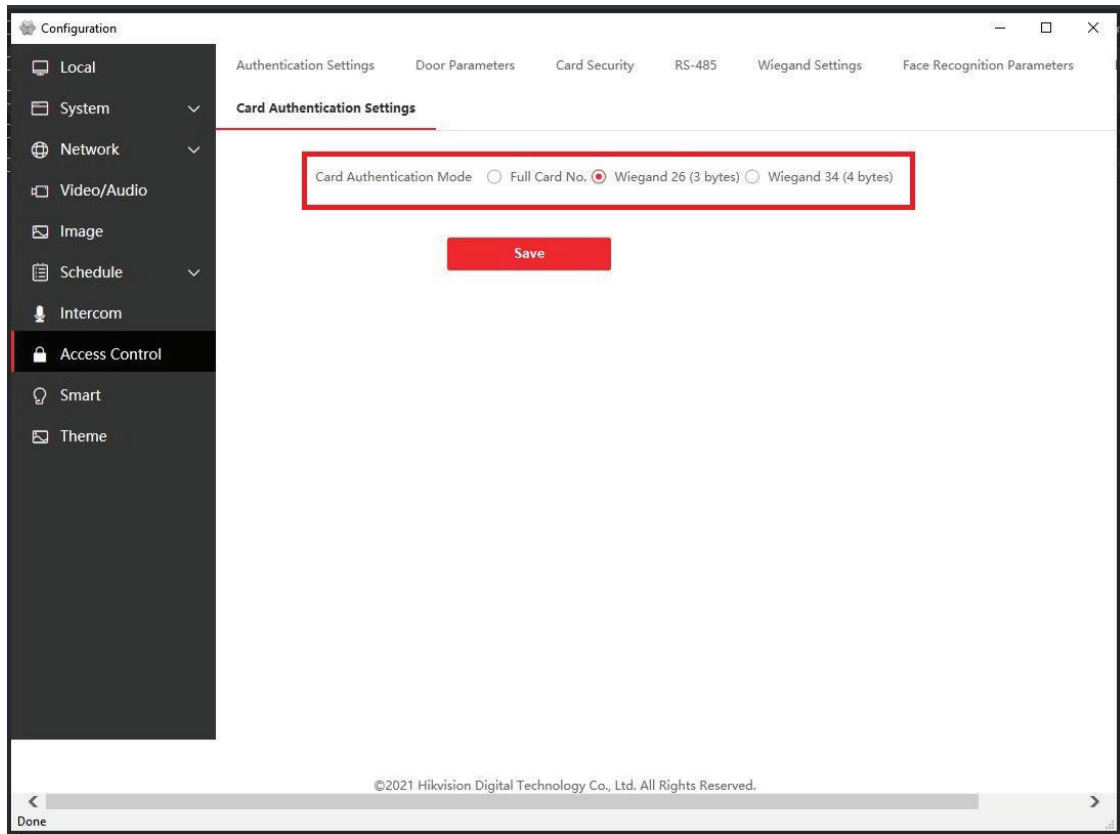 Configuration
Local
System
Network
Video/Audio
Image
Schedule
Intercom
Access Control
Smart
Theme
Authentication Settings Door Parameters Card Security RS-485 Wiegand Settings Face Recognition Parameters
Card Authentication Settings
Card Authentication Mode Full Card No. Wiegand 26 (3 bytes) Wiegand 34 (4 bytes)
Save
©2021 Hikvision Digital Technology Co., Ltd. All Rights Reserved.
Done